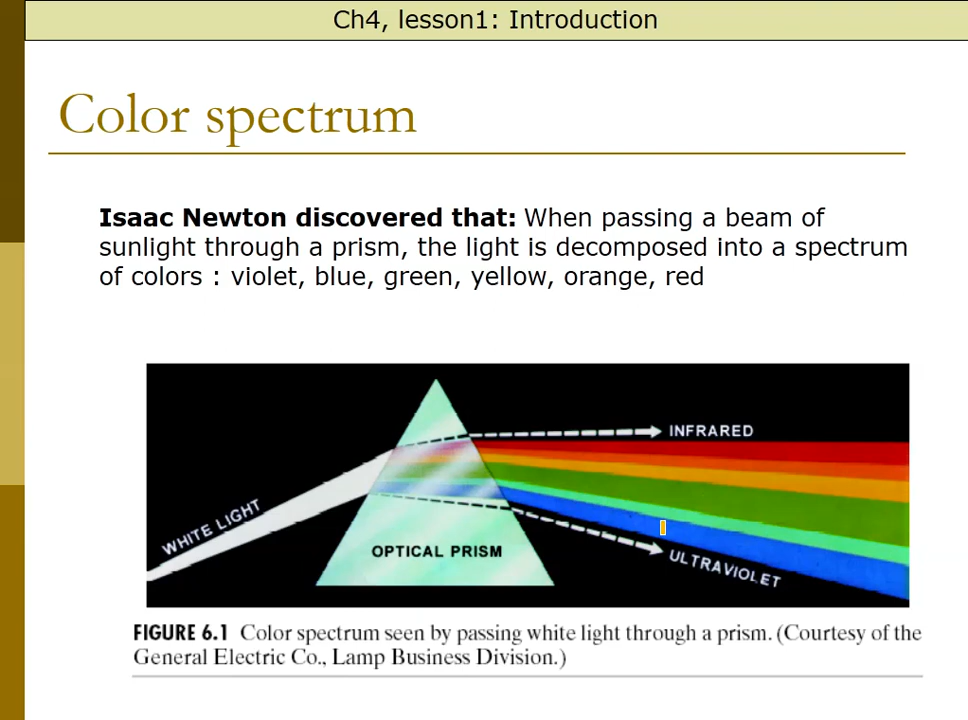 Ch4, lesson1: Introduction
Color spectrum
Isaac Newton discovered that: When passing a beam of
sunlight through a prism, the light is decomposed into a spectrum
of colors : violet, blue, green, yellow, orange, red
INFRARED
WHITE LIGHT
OPTICAL PRISM
ULTRAVIOLET
FIGURE 6.1 Color spectrum seen by passing white light through a prism. (Courtesy of the
General Electric Co., Lamp Business Division.)